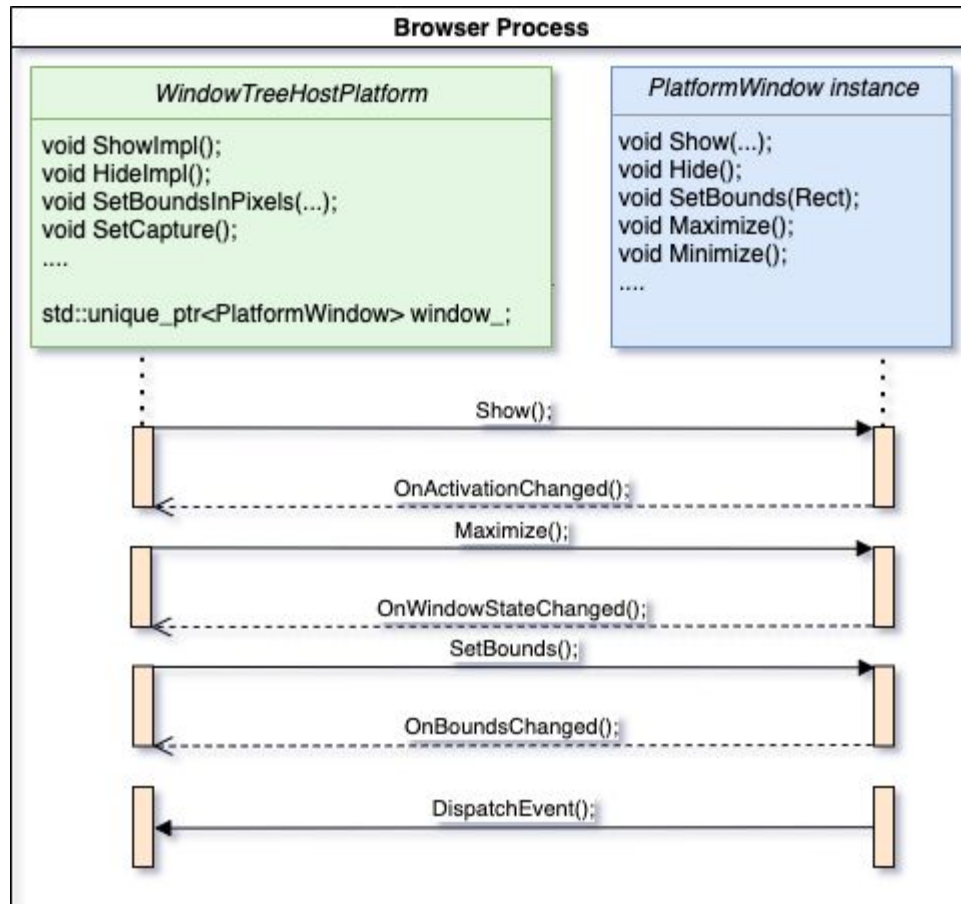 Browser Process
WindowTreeHostPlatform
void ShowImpl();
void HideImpl();
void SetBoundsInPixels(...);
void SetCapture();
....
std::unique_ptr<PlatformWindow> window_;
PlatformWindow instance
void Show(...);
void Hide();
void SetBounds(Rect);
void Maximize();
void Minimize();
....
Show();
OnActivationChanged();
Maximize();
OnWindowStateChanged();
SetBounds();
OnBoundsChanged();
DispatchEvent();